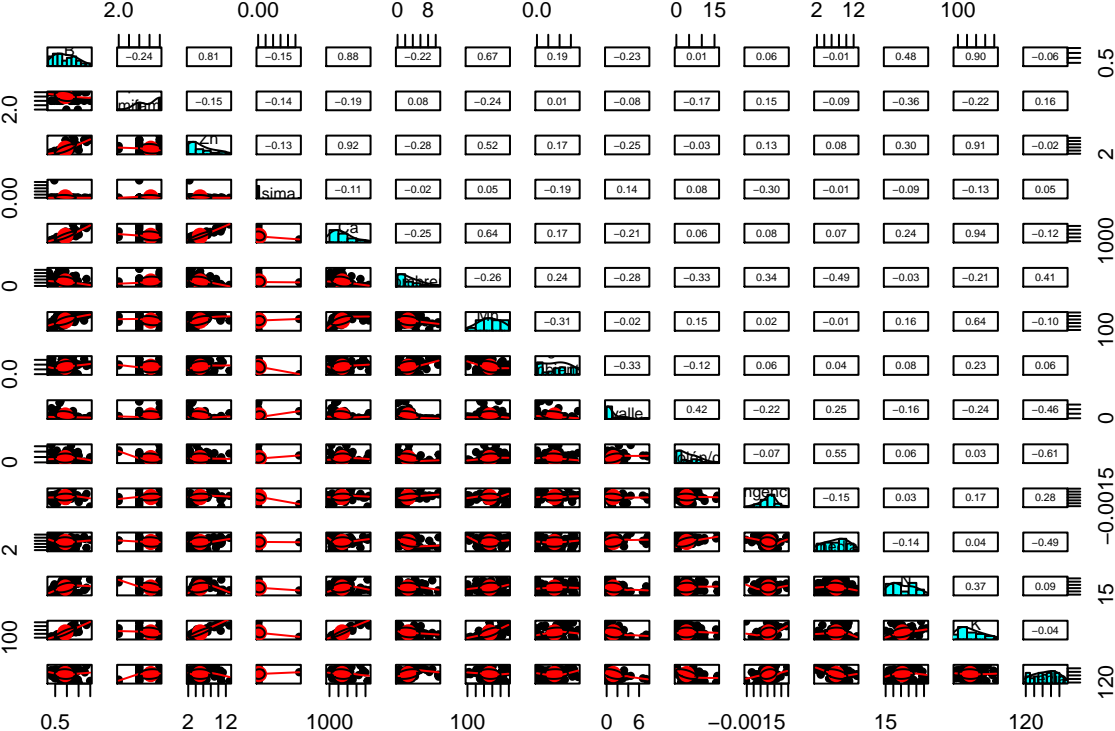 2.0 0.00 0 8 0.0 0 15 2 12 100
B −0.24 0.81 −0.15 0.88 −0.22 0.67 0.19 −0.23 0.01 0.06 −0.01 0.48 0.90 −0.06 0.5
2.0 −0.15 −0.14 −0.19 0.08 −0.24 0.01 −0.08 −0.17 0.15 −0.09 −0.36 −0.22 0.16
Zn −0.13 0.92 −0.28 0.52 0.17 −0.25 −0.03 0.13 0.08 0.30 0.91 −0.02 2
0.00 sima −0.11 −0.02 0.05 −0.19 0.14 0.08 −0.30 −0.01 −0.09 −0.13 0.05
Ca −0.25 0.64 0.17 −0.21 0.06 0.08 0.07 0.24 0.94 −0.12 1000
0 −0.26 0.24 −0.28 −0.33 0.34 −0.49 −0.03 −0.21 0.41
Mn −0.31 −0.02 0.15 0.02 −0.01 0.16 0.64 −0.10 100
0.0 −0.33 −0.12 0.06 0.04 0.08 0.23 0.06
valle 0.42 −0.22 0.25 −0.16 −0.24 −0.46 0
0 −0.07 0.55 0.06 0.03 −0.61
ngenc −0.15 0.03 0.17 0.28 −0.0015
2 −0.14 0.04 −0.49
N 0.37 0.09 15
100 K −0.04
120
0.5 2 12 1000 100 0 6 −0.0015 15 120